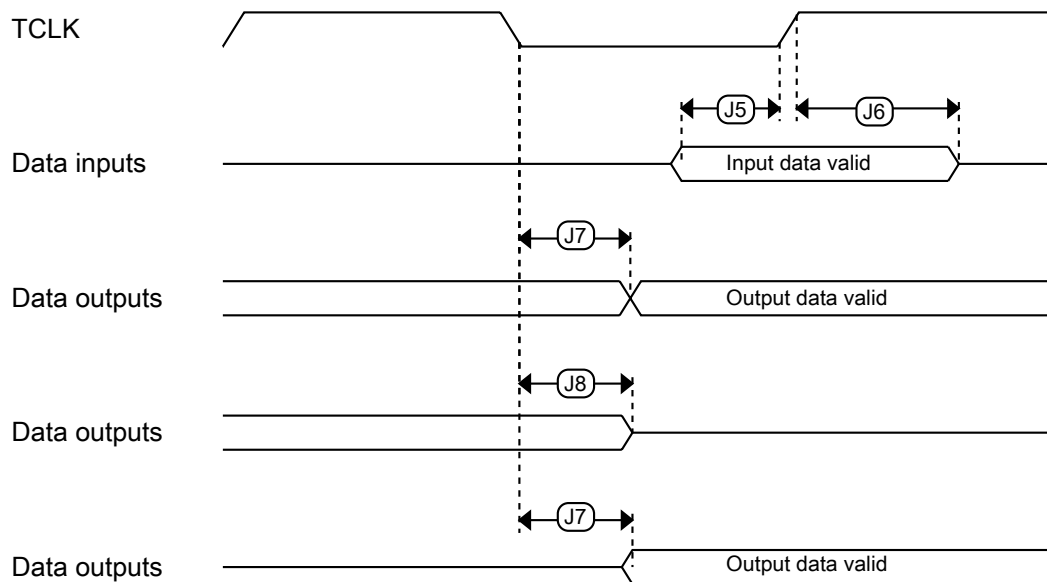 TCLK
J5
J6
Data inputs
Input data valid
J7
Data outputs
Output data valid
J8
Data outputs
J7
Data outputs
Output data valid